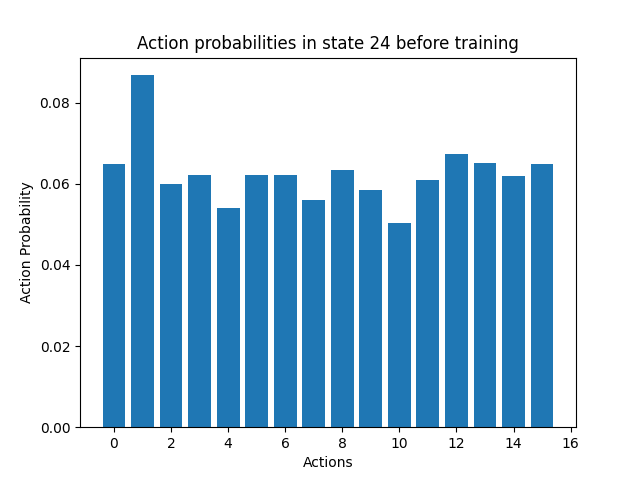 Action probabilities in state 24 before training
0.08
0.06
0.04
0.02
0.00
Action Probability
0 2 4 6 8 10 12 14 16
Actions